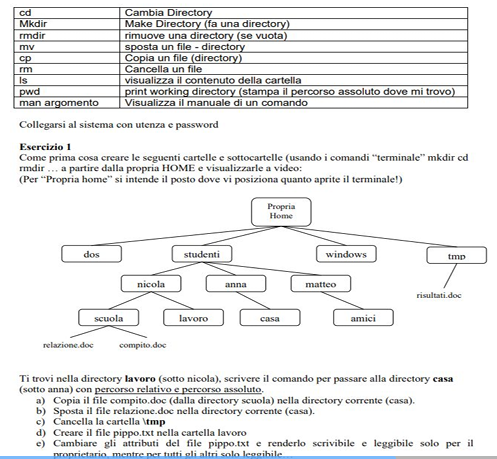 cd Cambia Directory
Mkdir Make Directory (fa una directory)
rmdir rimuove una directory (se vuota)
mv sposta un file - directory
cp Copia un file (directory)
rm Cancella un file
ls visualizza il contenuto della cartella
pwd print working directory (stampa il percorso assoluto dove mi trovo)
man argomento Visualizza il manuale di un comando
Collegarsi al sistema con utenza e password
Esercizio 1
Come prima cosa creare le seguenti cartelle e sottocartelle (usando i comandi “terminale” mkdir cd
rmdir … a partire dalla propria HOME e visualizzarle a video:
(Per “Propria home” si intende il posto dove vi posiziona quanto aprite il terminale!)
Propria
Home
dos studenti windows tmp
nicola anna matteo
risultati.doc
scuola lavoro casa amici
relazione.doc compito.doc
Ti trovi nella directory lavoro (sotto nicola), scrivere il comando per passare alla directory casa
(sotto anna) con percorso relativo e percorso assoluto.
a) Copia il file compito.doc (dalla directory scuola) nella directory corrente (casa).
b) Sposta il file relazione.doc nella directory corrente (casa).
c) Cancella la cartella \tmp
d) Creare il file pippo.txt nella cartella lavoro
e) Cambiare gli attributi del file pippo.txt e renderlo scrivibile e leggibile solo per il
proprietario, mentre per tutti gli altri solo leggibile